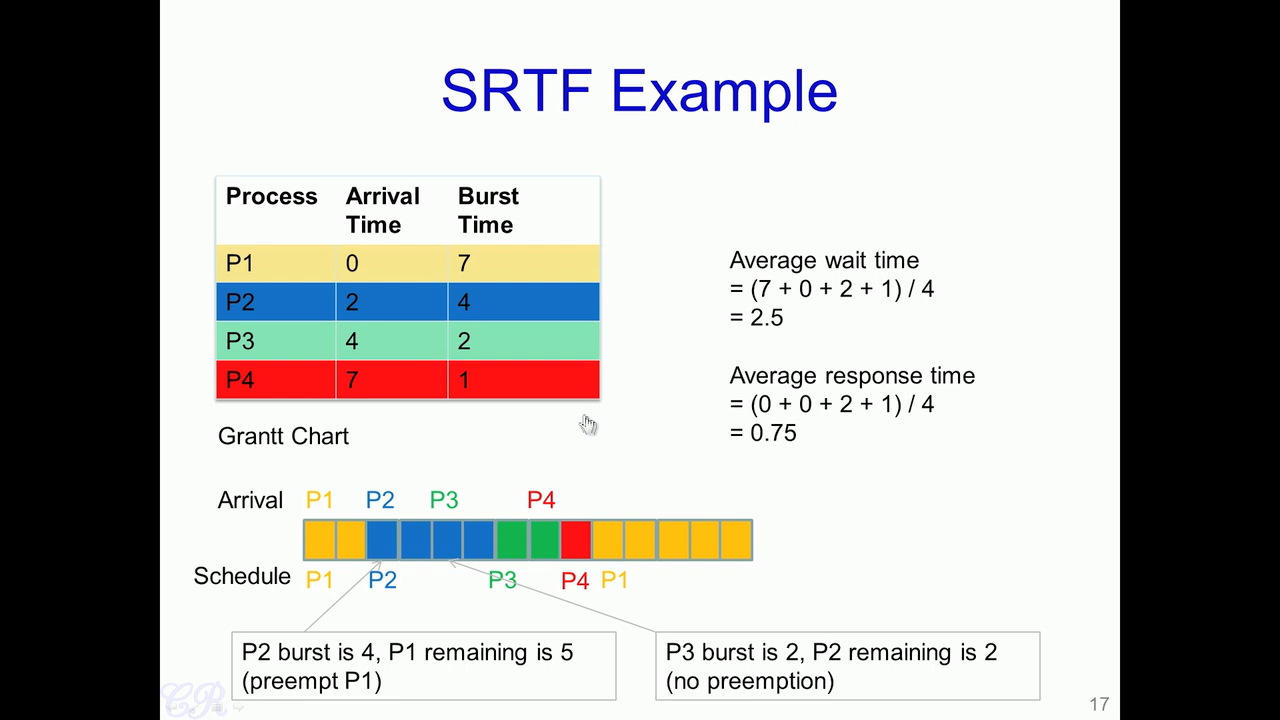 SRTF Example
Process Arrival Time Burst Time
P1 0 7
P2 2 4
P3 4 2
P4 7 1
Average wait time
= (7 + 0 + 2 + 1) / 4
= 2.5
Average response time
= (0 + 0 + 2 + 1) / 4
= 0.75
Grantt Chart
Arrival P1 P2 P3 P4
Schedule P1 P2 P3 P4 P1
P2 burst is 4, P1 remaining is 5
(preempt P1)
P3 burst is 2, P2 remaining is 2
(no preemption)
CR
17